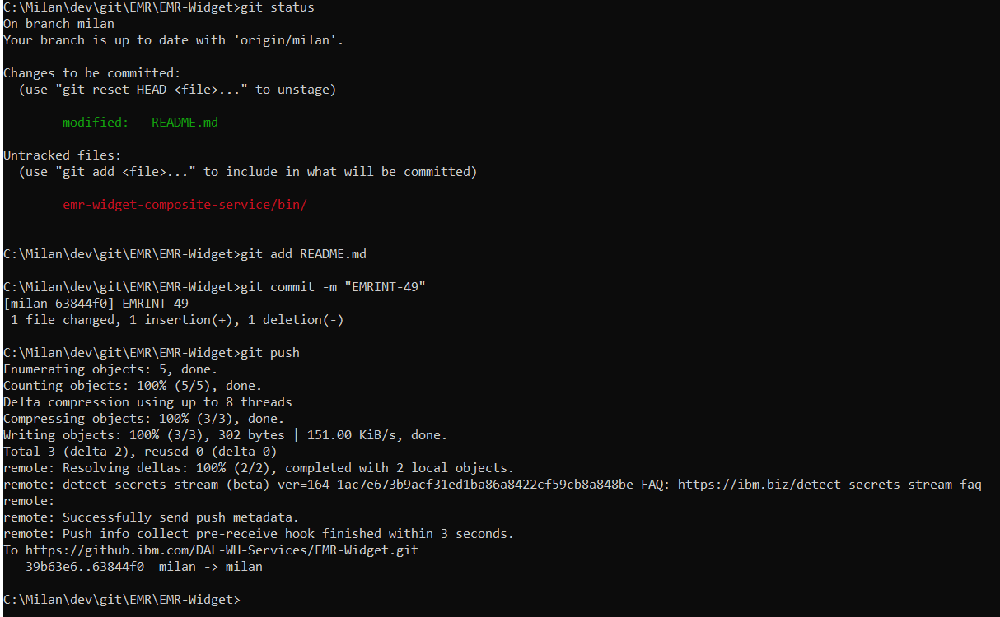 C:\Milan\dev\git\EMR\EMR-Widget>git status
On branch milan
Your branch is up to date with 'origin/milan'.
Changes to be committed:
  (use "git reset HEAD <file>..." to unstage)
        modified:   README.md
Untracked files:
  (use "git add <file>..." to include in what will be committed)
        emr-widget-composite-service/bin/
C:\Milan\dev\git\EMR\EMR-Widget>git add README.md
C:\Milan\dev\git\EMR\EMR-Widget>git commit -m "EMRINT-49"
[milan 63844f0] EMRINT-49
 1 file changed, 1 insertion(+), 1 deletion(-)
C:\Milan\dev\git\EMR\EMR-Widget>git push
Enumerating objects: 5, done.
Counting objects: 100% (5/5), done.
Delta compression using up to 8 threads
Compressing objects: 100% (3/3), done.
Writing objects: 100% (3/3), 302 bytes | 151.00 KiB/s, done.
Total 3 (delta 2), reused 0 (delta 0)
remote: Resolving deltas: 100% (2/2), completed with 2 local objects.
remote: detect-secrets-stream (beta) ver=164-1ac7e673b9acf31ed1ba86a8422cf59cb8a848be FAQ: https://ibm.biz/detect-secrets-stream-faq
remote:
remote: Successfully send push metadata.
remote: Push info collect pre-receive hook finished within 3 seconds.
To https://github.ibm.com/DAL-WH-Services/EMR-Widget.git
   39b63e6..63844f0  milan -> milan
C:\Milan\dev\git\EMR\EMR-Widget>